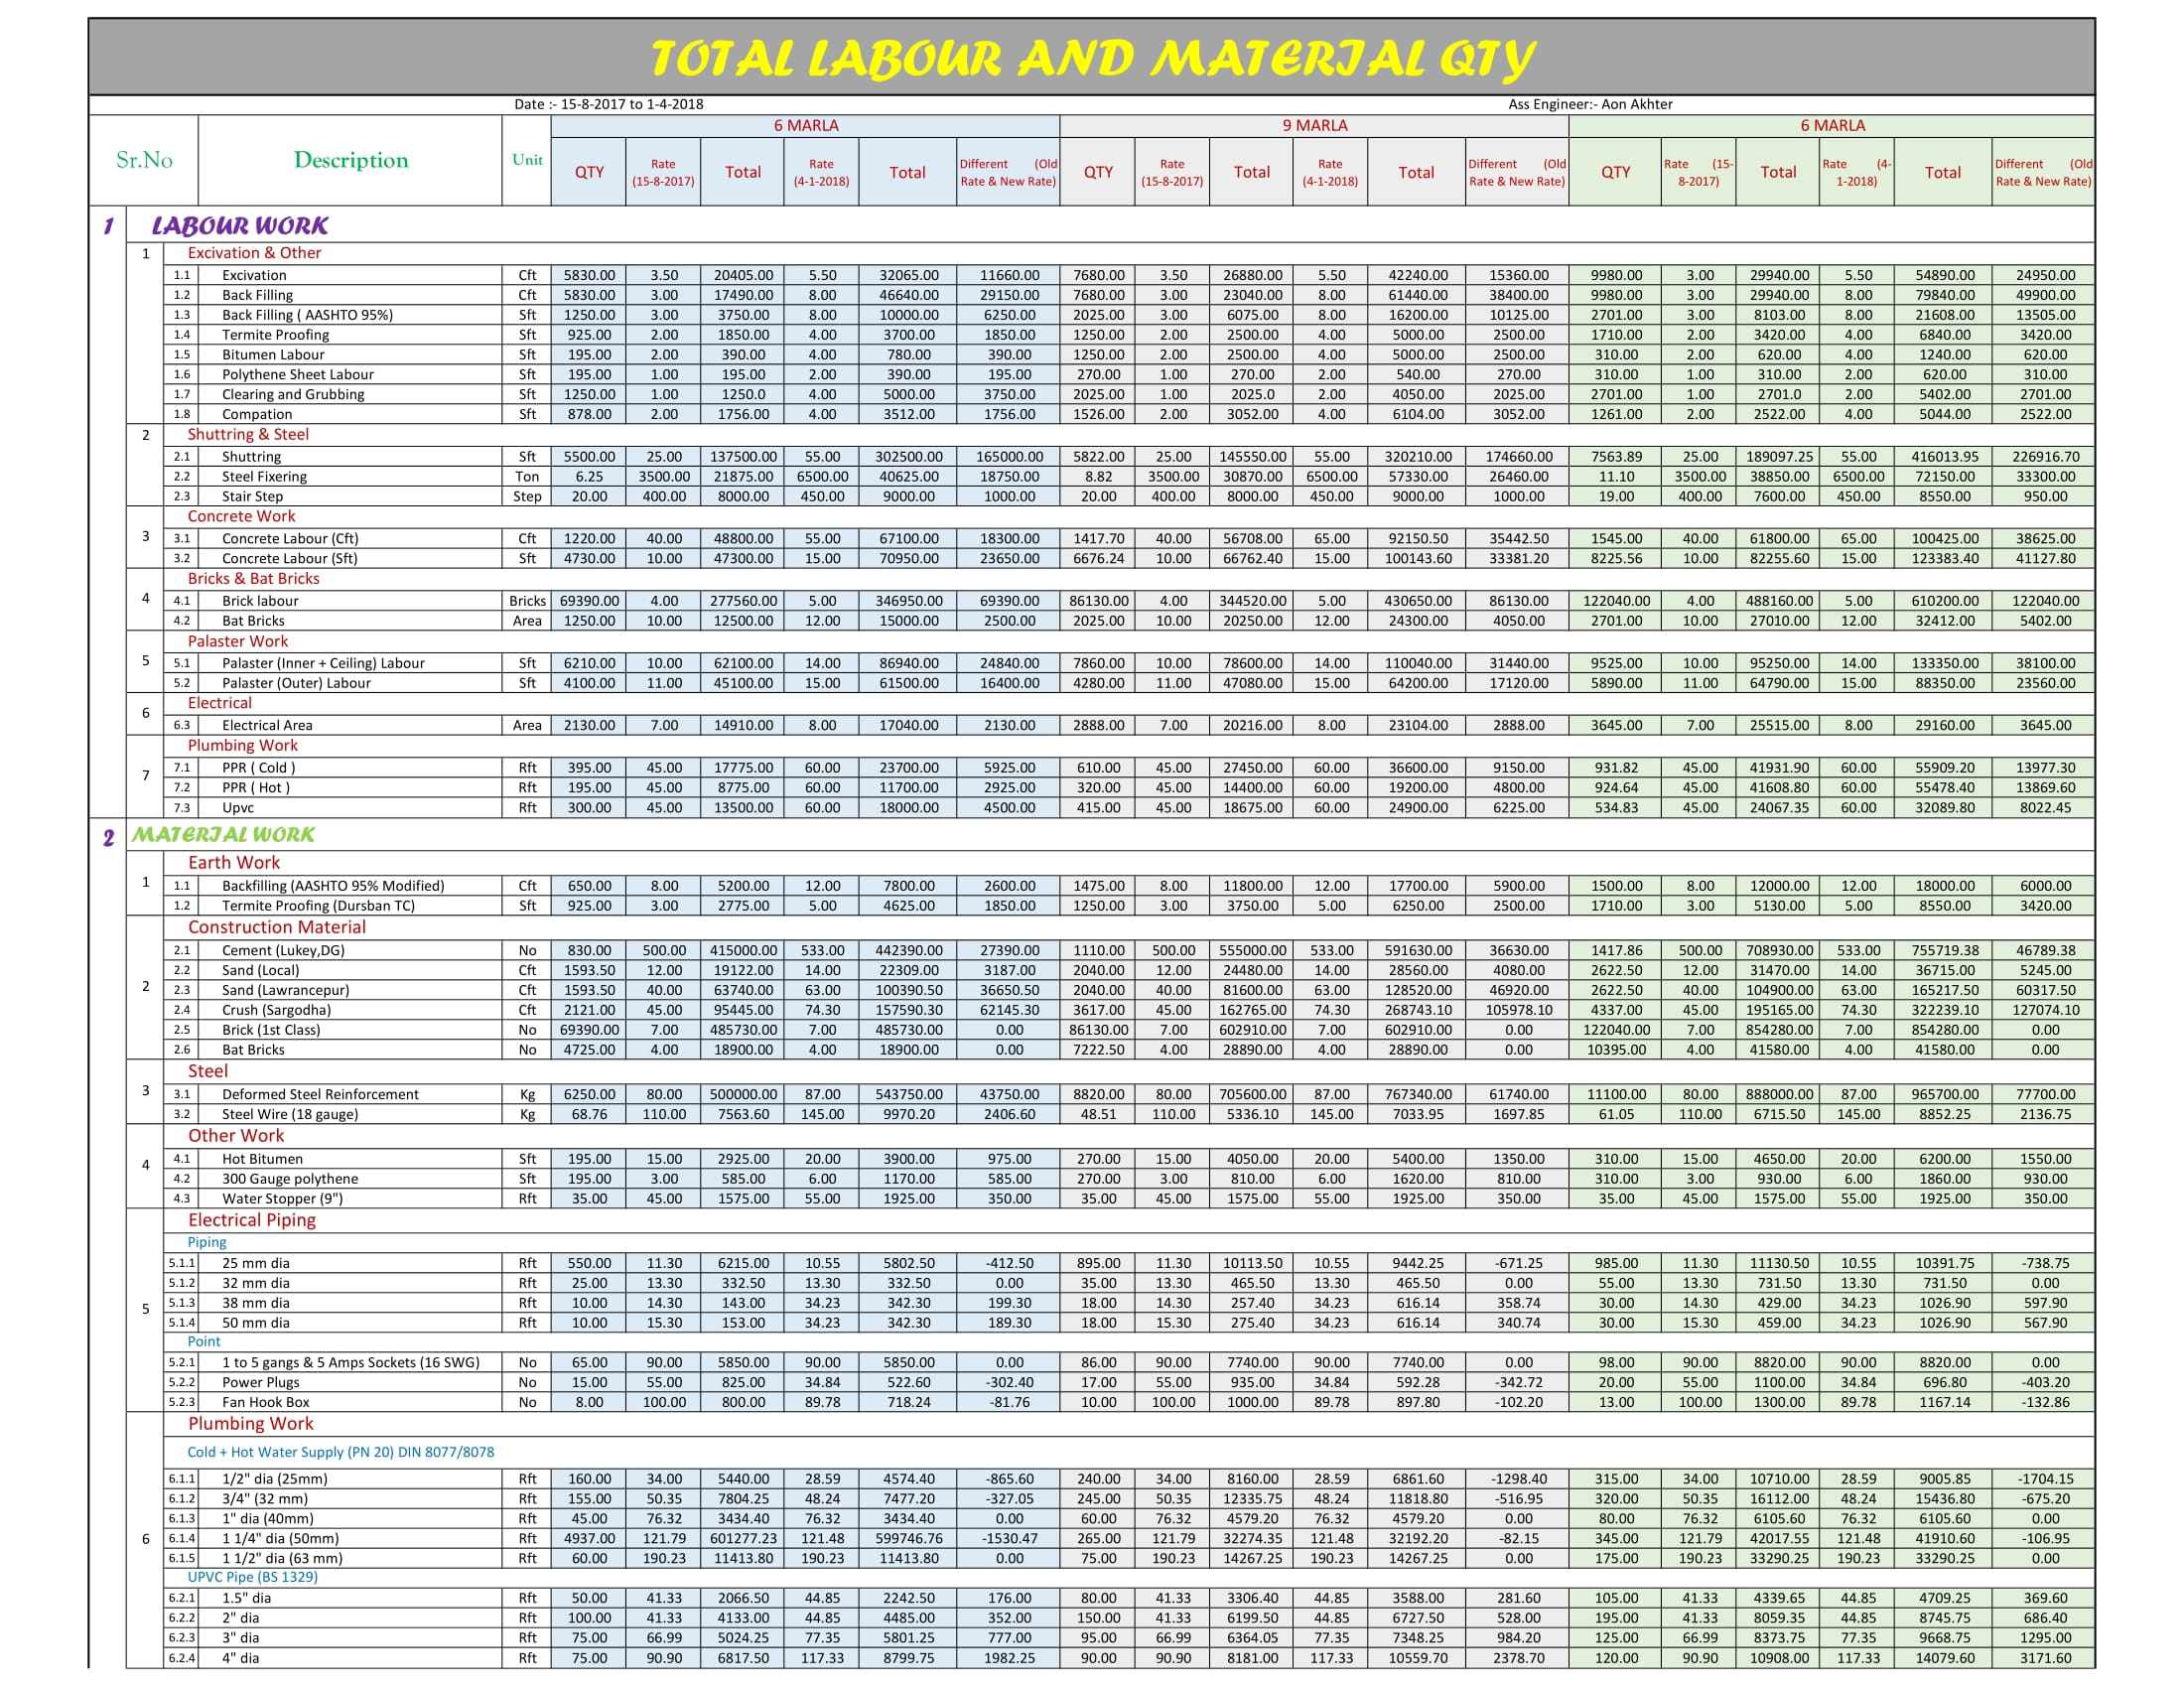 TOTAL LABOUR AND MATERIAL QTY
Date :- 15-8-2017 to 1-4-2018 Ass Engineer:- Aon Akhter
Sr.No Description Unit 6 MARLA 9 MARLA 6 MARLA
QTY Rate (15-8-2017) Total Rate (4-1-2018) Total Different (Old Rate & New Rate) QTY Rate (15-8-2017) Total Rate (4-1-2018) Total Different (Old Rate & New Rate) QTY Rate (15-8-2017) Total Rate (4-1-2018) Total Different (Old Rate & New Rate)
1 LABOUR WORK
1 Excivation & Other
1.1 Excivation Cft 5830.00 3.50 20405.00 5.50 32065.00 11660.00 7680.00 3.50 26880.00 5.50 42240.00 15360.00 9980.00 3.00 29940.00 5.50 54890.00 24950.00
1.2 Back Filling Cft 5830.00 3.00 17490.00 8.00 46640.00 29150.00 7680.00 3.00 23040.00 8.00 61440.00 38400.00 9980.00 3.00 29940.00 8.00 79840.00 49900.00
1.3 Back Filling ( AASHTO 95%) Sft 1250.00 3.00 3750.00 8.00 10000.00 6250.00 2025.00 3.00 6075.00 8.00 16200.00 10125.00 2701.00 3.00 8103.00 8.00 21608.00 13505.00
1.4 Termite Proofing Sft 925.00 2.00 1850.00 4.00 3700.00 1850.00 1250.00 2.00 2500.00 4.00 5000.00 2500.00 1710.00 2.00 3420.00 4.00 6840.00 3420.00
1.5 Bitumen Labour Sft 195.00 2.00 390.00 4.00 780.00 390.00 1250.00 2.00 2500.00 4.00 5000.00 2500.00 310.00 2.00 620.00 4.00 1240.00 620.00
1.6 Polythene Sheet Labour Sft 195.00 1.00 195.00 2.00 390.00 195.00 270.00 1.00 270.00 2.00 540.00 270.00 310.00 1.00 310.00 2.00 620.00 310.00
1.7 Clearing and Grubbing Sft 1250.00 1.00 1250.0 4.00 5000.00 3750.00 2025.00 1.00 2025.0 2.00 4050.00 2025.00 2701.00 1.00 2701.0 2.00 5402.00 2701.00
1.8 Compation Sft 878.00 2.00 1756.00 4.00 3512.00 1756.00 1526.00 2.00 3052.00 4.00 6104.00 3052.00 1261.00 2.00 2522.00 4.00 5044.00 2522.00
2 Shuttring & Steel
2.1 Shuttring Sft 5500.00 25.00 137500.00 55.00 302500.00 165000.00 5822.00 25.00 145550.00 55.00 320210.00 174660.00 7563.89 25.00 189097.25 55.00 416013.95 226916.70
2.2 Steel Fixering Ton 6.25 3500.00 21875.00 6500.00 40625.00 18750.00 8.82 3500.00 30870.00 6500.00 57330.00 26460.00 11.10 3500.00 38850.00 6500.00 72150.00 33300.00
2.3 Stair Step Step 20.00 400.00 8000.00 450.00 9000.00 1000.00 20.00 400.00 8000.00 450.00 9000.00 1000.00 19.00 400.00 7600.00 450.00 8550.00 950.00
3 Concrete Work
3.1 Concrete Labour (Cft) Cft 1220.00 40.00 48800.00 55.00 67100.00 18300.00 1417.70 40.00 56708.00 65.00 92150.50 35442.50 1545.00 40.00 61800.00 65.00 100425.00 38625.00
3.2 Concrete Labour (Sft) Sft 4730.00 10.00 47300.00 15.00 70950.00 23650.00 6676.24 10.00 66762.40 15.00 100143.60 33381.20 8225.56 10.00 82255.60 15.00 123383.40 41127.80
4 Bricks & Bat Bricks
4.1 Brick labour Bricks 69390.00 4.00 277560.00 5.00 346950.00 69390.00 86130.00 4.00 344520.00 5.00 430650.00 86130.00 122040.00 4.00 488160.00 5.00 610200.00 122040.00
4.2 Bat Bricks Area 1250.00 10.00 12500.00 12.00 15000.00 2500.00 2025.00 10.00 20250.00 12.00 24300.00 4050.00 2701.00 10.00 27010.00 12.00 32412.00 5402.00
5 Palaster Work
5.1 Palaster (Inner + Ceiling) Labour Sft 6210.00 10.00 62100.00 14.00 86940.00 24840.00 7860.00 10.00 78600.00 14.00 110040.00 31440.00 9525.00 10.00 95250.00 14.00 133350.00 38100.00
5.2 Palaster (Outer) Labour Sft 4100.00 11.00 45100.00 15.00 61500.00 16400.00 4280.00 11.00 47080.00 15.00 64200.00 17120.00 5890.00 11.00 64790.00 15.00 88350.00 23560.00
6 Electrical
6.3 Electrical Area Area 2130.00 7.00 14910.00 8.00 17040.00 2130.00 2888.00 7.00 20216.00 8.00 23104.00 2888.00 3645.00 7.00 25515.00 8.00 29160.00 3645.00
7 Plumbing Work
7.1 PPR ( Cold ) Rft 395.00 45.00 17775.00 60.00 23700.00 5925.00 610.00 45.00 27450.00 60.00 36600.00 9150.00 931.82 45.00 41931.90 60.00 55909.20 13977.30
7.2 PPR ( Hot ) Rft 195.00 45.00 8775.00 60.00 11700.00 2925.00 320.00 45.00 14400.00 60.00 19200.00 4800.00 924.64 45.00 41608.80 60.00 55478.40 13869.60
7.3 Upvc Rft 300.00 45.00 13500.00 60.00 18000.00 4500.00 415.00 45.00 18675.00 60.00 24900.00 6225.00 534.83 45.00 24067.35 60.00 32089.80 8022.45
2 MATERIAL WORK
1 Earth Work
1.1 Backfilling (AASHTO 95% Modified) Cft 650.00 8.00 5200.00 12.00 7800.00 2600.00 1475.00 8.00 11800.00 12.00 17700.00 5900.00 1500.00 8.00 12000.00 12.00 18000.00 6000.00
1.2 Termite Proofing (Dursban TC) Sft 925.00 3.00 2775.00 5.00 4625.00 1850.00 1250.00 3.00 3750.00 5.00 6250.00 2500.00 1710.00 3.00 5130.00 5.00 8550.00 3420.00
2 Construction Material
2.1 Cement (Lukey,DG) No 830.00 500.00 415000.00 533.00 442390.00 27390.00 1110.00 500.00 555000.00 533.00 591630.00 36630.00 1417.86 500.00 708930.00 533.00 755719.38 46789.38
2.2 Sand (Local) Cft 1593.50 12.00 19122.00 14.00 22309.00 3187.00 2040.00 12.00 24480.00 14.00 28560.00 4080.00 2622.50 12.00 31470.00 14.00 36715.00 5245.00
2.3 Sand (Lawrancepur) Cft 1593.50 40.00 63740.00 63.00 100390.50 36650.50 2040.00 40.00 81600.00 63.00 128520.00 46920.00 2622.50 40.00 104900.00 63.00 165217.50 60317.50
2.4 Crush (Sargodha) Cft 2121.00 45.00 95445.00 74.30 157590.30 62145.30 3617.00 45.00 162765.00 74.30 268743.10 105978.10 4337.00 45.00 195165.00 74.30 322239.10 127074.10
2.5 Brick (1st Class) No 69390.00 7.00 485730.00 7.00 485730.00 0.00 86130.00 7.00 602910.00 7.00 602910.00 0.00 122040.00 7.00 854280.00 7.00 854280.00 0.00
2.6 Bat Bricks No 4725.00 4.00 18900.00 4.00 18900.00 0.00 7222.50 4.00 28890.00 4.00 28890.00 0.00 10395.00 4.00 41580.00 4.00 41580.00 0.00
3 Steel
3.1 Deformed Steel Reinforcement Kg 6250.00 80.00 500000.00 87.00 543750.00 43750.00 8820.00 80.00 705600.00 87.00 767340.00 61740.00 11100.00 80.00 888000.00 87.00 965700.00 77700.00
3.2 Steel Wire (18 gauge) Kg 68.76 110.00 7563.60 145.00 9970.20 2406.60 48.51 110.00 5336.10 145.00 7033.95 1697.85 61.05 110.00 6715.50 145.00 8852.25 2136.75
4 Other Work
4.1 Hot Bitumen Sft 195.00 15.00 2925.00 20.00 3900.00 975.00 270.00 15.00 4050.00 20.00 5400.00 1350.00 310.00 15.00 4650.00 20.00 6200.00 1550.00
4.2 300 Gauge polythene Sft 195.00 3.00 585.00 6.00 1170.00 585.00 270.00 3.00 810.00 6.00 1620.00 810.00 310.00 3.00 930.00 6.00 1860.00 930.00
4.3 Water Stopper (9") Rft 35.00 45.00 1575.00 55.00 1925.00 350.00 35.00 45.00 1575.00 55.00 1925.00 350.00 35.00 45.00 1575.00 55.00 1925.00 350.00
5 Electrical Piping
Piping
5.1.1 25 mm dia Rft 550.00 11.30 6215.00 10.55 5802.50 -412.50 895.00 11.30 10113.50 10.55 9442.25 -671.25 985.00 11.30 11130.50 10.55 10391.75 -738.75
5.1.2 32 mm dia Rft 25.00 13.30 332.50 13.30 332.50 0.00 35.00 13.30 465.50 13.30 465.50 0.00 55.00 13.30 731.50 13.30 731.50 0.00
5.1.3 38 mm dia Rft 10.00 14.30 143.00 34.23 342.30 199.30 18.00 14.30 257.40 34.23 616.14 358.74 30.00 14.30 429.00 34.23 1026.90 597.90
5.1.4 50 mm dia Rft 10.00 15.30 153.00 34.23 342.30 189.30 18.00 15.30 275.40 34.23 616.14 340.74 30.00 15.30 459.00 34.23 1026.90 567.90
Point
5.2.1 1 to 5 gangs & 5 Amps Sockets (16 SWG) No 65.00 90.00 5850.00 90.00 5850.00 0.00 86.00 90.00 7740.00 90.00 7740.00 0.00 98.00 90.00 8820.00 90.00 8820.00 0.00
5.2.2 Power Plugs No 15.00 55.00 825.00 34.84 522.60 -302.40 17.00 55.00 935.00 34.84 592.28 -342.72 20.00 55.00 1100.00 34.84 696.80 -403.20
5.2.3 Fan Hook Box No 8.00 100.00 800.00 89.78 718.24 -81.76 10.00 100.00 1000.00 89.78 897.80 -102.20 13.00 100.00 1300.00 89.78 1167.14 -132.86
6 Plumbing Work
Cold + Hot Water Supply (PN 20) DIN 8077/8078
6.1.1 1/2" dia (25mm) Rft 160.00 34.00 5440.00 28.59 4574.40 -865.60 240.00 34.00 8160.00 28.59 6861.60 -1298.40 315.00 34.00 10710.00 28.59 9005.85 -1704.15
6.1.2 3/4" (32 mm) Rft 155.00 50.35 7804.25 48.24 7477.20 -327.05 245.00 50.35 12335.75 48.24 11818.80 -516.95 320.00 50.35 16112.00 48.24 15436.80 -675.20
6.1.3 1" dia (40mm) Rft 45.00 76.32 3434.40 76.32 3434.40 0.00 60.00 76.32 4579.20 76.32 4579.20 0.00 80.00 76.32 6105.60 76.32 6105.60 0.00
6.1.4 1 1/4" dia (50mm) Rft 4937.00 121.79 601277.23 121.48 599746.76 -1530.47 265.00 121.79 32274.35 121.48 32192.20 -82.15 345.00 121.79 42017.55 121.48 41910.60 -106.95
6.1.5 1 1/2" dia (63 mm) Rft 60.00 190.23 11413.80 190.23 11413.80 0.00 75.00 190.23 14267.25 190.23 14267.25 0.00 175.00 190.23 33290.25 190.23 33290.25 0.00
UPVC Pipe (BS 1329)
6.2.1 1.5" dia Rft 50.00 41.33 2066.50 44.85 2242.50 176.00 80.00 41.33 3306.40 44.85 3588.00 281.60 105.00 41.33 4339.65 44.85 4709.25 369.60
6.2.2 2" dia Rft 100.00 41.33 4133.00 44.85 4485.00 352.00 150.00 41.33 6199.50 44.85 6727.50 528.00 195.00 41.33 8059.35 44.85 8745.75 686.40
6.2.3 3" dia Rft 75.00 66.99 5024.25 77.35 5801.25 777.00 95.00 66.99 6364.05 77.35 7348.25 984.20 125.00 66.99 8373.75 77.35 9668.75 1295.00
6.2.4 4" dia Rft 75.00 90.90 6817.50 117.33 8799.75 1982.25 90.00 90.90 8181.00 117.33 10559.70 2378.70 120.00 90.90 10908.00 117.33 14079.60 3171.60